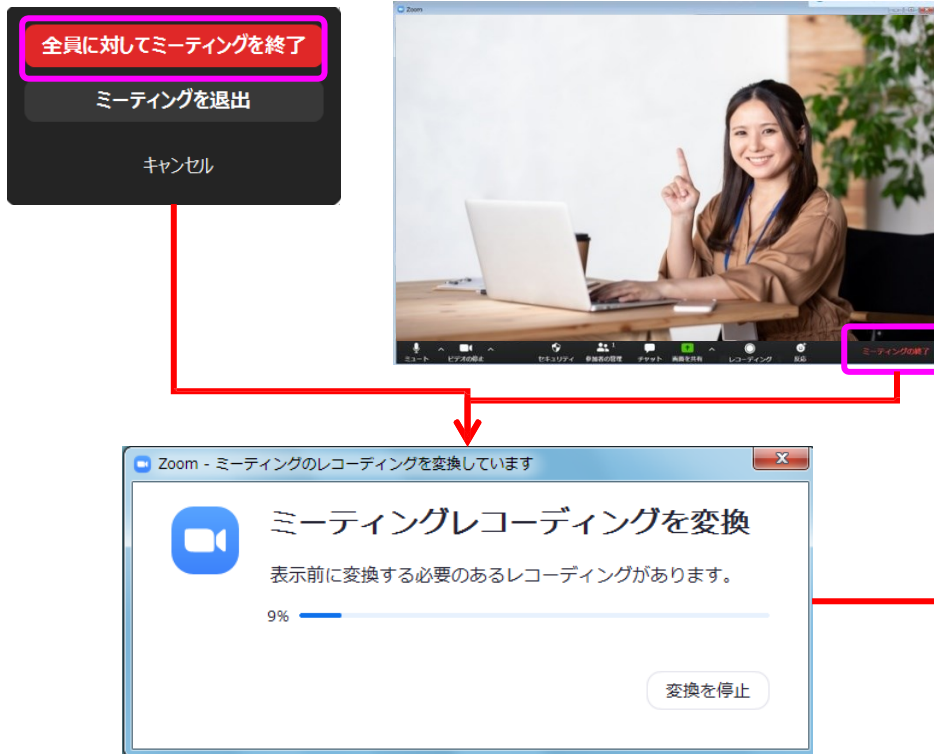 全員に対してミーティングを終了
ミーティングを退出
キャンセル
Zoom
ミュート ビデオの停止 セキュリティ 参加者の管理 1 チャット 画面を共有 レコーディング 反応 ミーティングの終了
Zoom - ミーティングのレコーディングを変換しています
ミーティングレコーディングを変換
表示前に変換する必要のあるレコーディングがあります。
9%
変換を停止